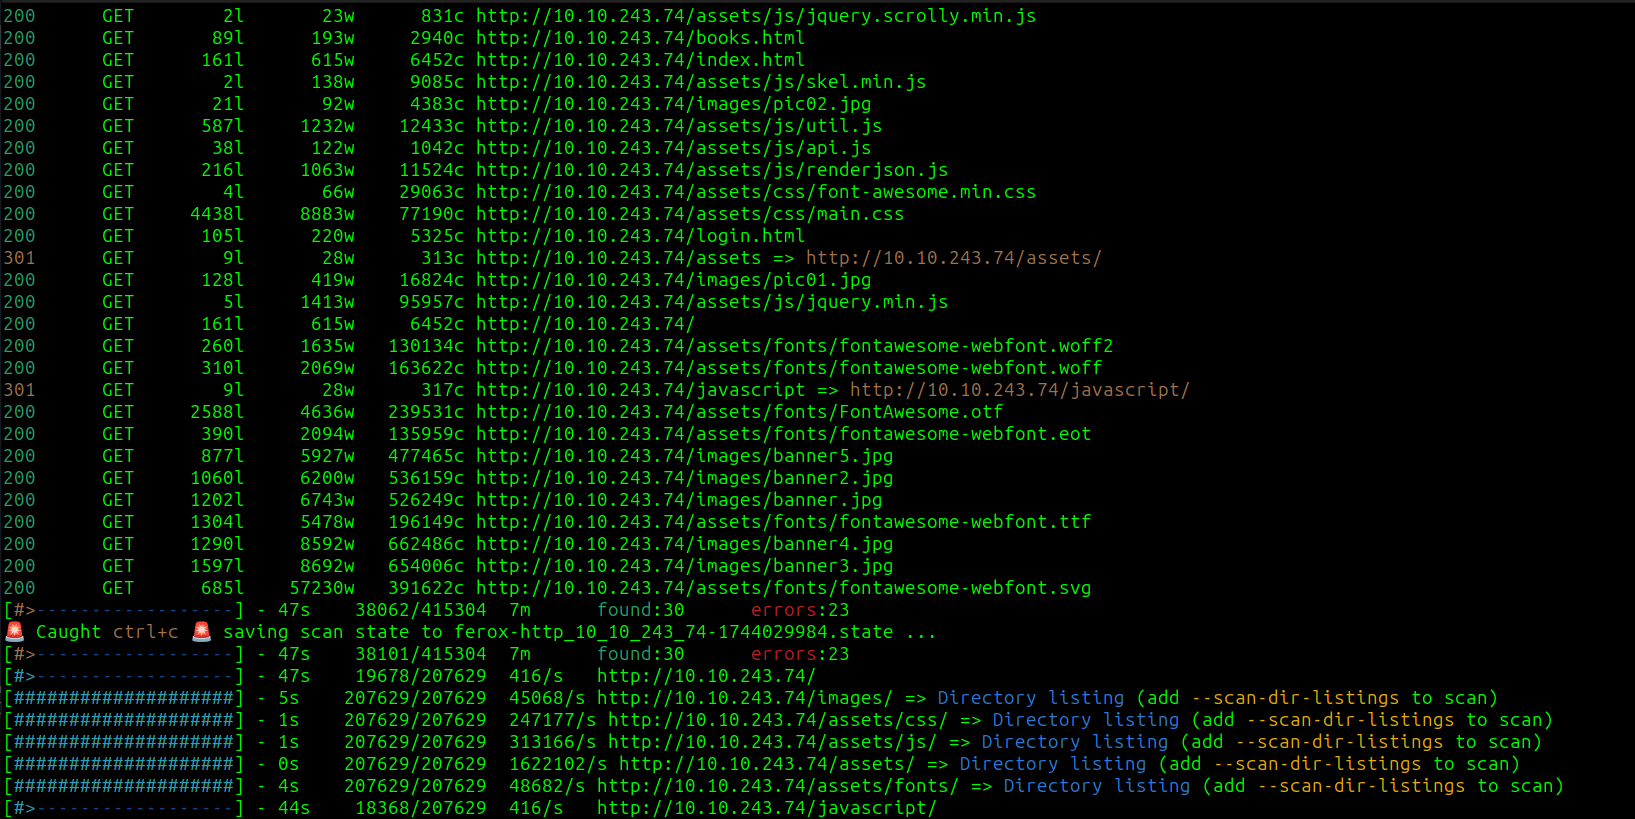 200 GET 2l 23w 831c http://10.10.243.74/assets/js/jquery.scrolly.min.js
200 GET 89l 193w 2940c http://10.10.243.74/books.html
200 GET 161l 615w 6452c http://10.10.243.74/index.html
200 GET 2l 138w 9085c http://10.10.243.74/assets/js/skel.min.js
200 GET 21l 92w 4383c http://10.10.243.74/images/pic02.jpg
200 GET 587l 1232w 12433c http://10.10.243.74/assets/js/util.js
200 GET 38l 122w 1042c http://10.10.243.74/assets/js/api.js
200 GET 216l 1063w 11524c http://10.10.243.74/assets/js/renderjson.js
200 GET 4l 66w 29063c http://10.10.243.74/assets/css/font-awesome.min.css
200 GET 4438l 8883w 77190c http://10.10.243.74/assets/css/main.css
200 GET 105l 220w 5325c http://10.10.243.74/login.html
301 GET 9l 28w 313c http://10.10.243.74/assets => http://10.10.243.74/assets/
200 GET 128l 419w 16824c http://10.10.243.74/images/pic01.jpg
200 GET 5l 1413w 95957c http://10.10.243.74/assets/js/jquery.min.js
200 GET 161l 615w 6452c http://10.10.243.74/
200 GET 260l 1635w 130134c http://10.10.243.74/assets/fonts/fontawesome-webfont.woff2
200 GET 310l 2069w 163622c http://10.10.243.74/assets/fonts/fontawesome-webfont.woff
301 GET 9l 28w 317c http://10.10.243.74/javascript => http://10.10.243.74/javascript/
200 GET 2588l 4636w 239531c http://10.10.243.74/assets/fonts/FontAwesome.otf
200 GET 390l 2094w 135959c http://10.10.243.74/assets/fonts/fontawesome-webfont.eot
200 GET 877l 5927w 477465c http://10.10.243.74/images/banner5.jpg
200 GET 1060l 6200w 536159c http://10.10.243.74/images/banner2.jpg
200 GET 1202l 6743w 526249c http://10.10.243.74/images/banner.jpg
200 GET 1304l 5478w 196149c http://10.10.243.74/assets/fonts/fontawesome-webfont.ttf
200 GET 1290l 8592w 662486c http://10.10.243.74/images/banner4.jpg
200 GET 1597l 8692w 654006c http://10.10.243.74/images/banner3.jpg
200 GET 685l 57230w 391622c http://10.10.243.74/assets/fonts/fontawesome-webfont.svg
[#>------------------] - 47s 38062/415304 7m found:30 errors:23
🚨 Caught ctrl+c 🚨 saving scan state to ferox-http_10_10_243_74-1744029984.state ...
[#>------------------] - 47s 38101/415304 7m found:30 errors:23
[#>------------------] - 47s 19678/207629 416/s http://10.10.243.74/
[####################] - 5s 207629/207629 45068/s http://10.10.243.74/images/ => Directory listing (add --scan-dir-listings to scan)
[####################] - 1s 207629/207629 247177/s http://10.10.243.74/assets/css/ => Directory listing (add --scan-dir-listings to scan)
[####################] - 1s 207629/207629 313166/s http://10.10.243.74/assets/js/ => Directory listing (add --scan-dir-listings to scan)
[####################] - 0s 207629/207629 1622102/s http://10.10.243.74/assets/ => Directory listing (add --scan-dir-listings to scan)
[####################] - 4s 207629/207629 48682/s http://10.10.243.74/assets/fonts/ => Directory listing (add --scan-dir-listings to scan)
[#>------------------] - 44s 18368/207629 416/s http://10.10.243.74/javascript/